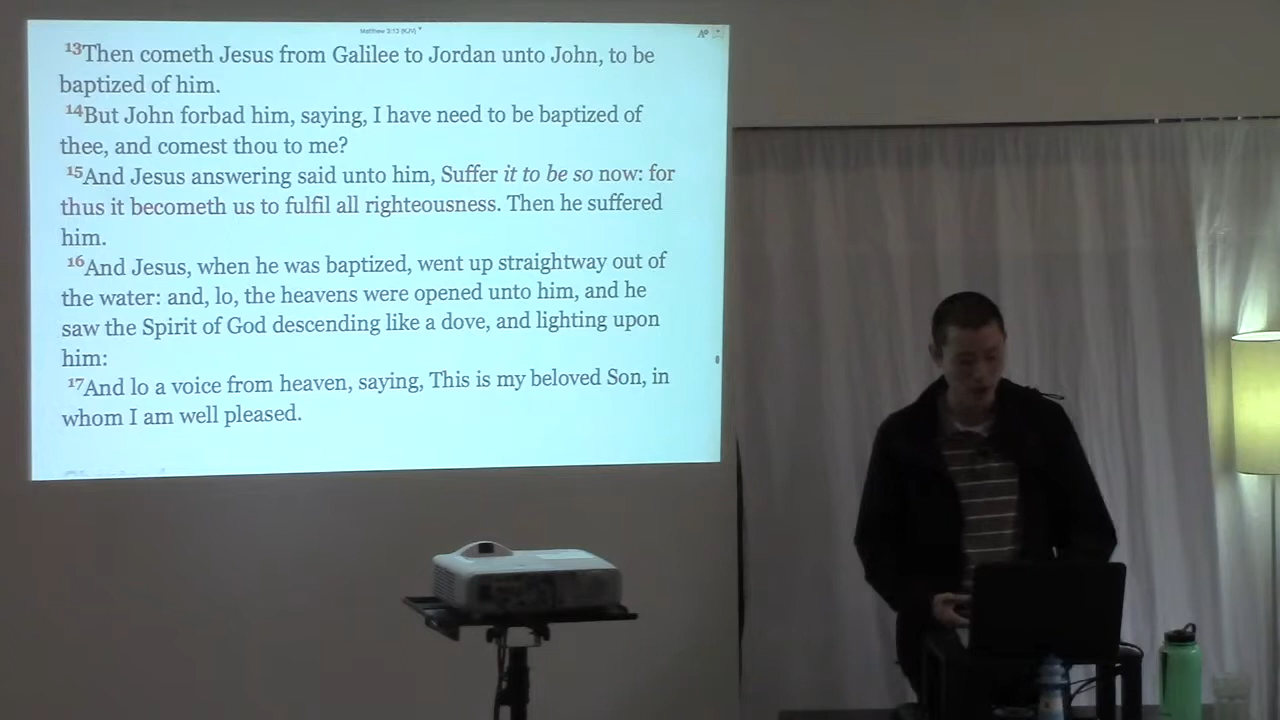 Matthew 3:13 (KJV)
13Then cometh Jesus from Galilee to Jordan unto John, to be
baptized of him.
14But John forbad him, saying, I have need to be baptized of
thee, and comest thou to me?
15And Jesus answering said unto him, Suffer it to be so now: for
thus it becometh us to fulfil all righteousness. Then he suffered
him.
16And Jesus, when he was baptized, went up straightway out of
the water: and, lo, the heavens were opened unto him, and he
saw the Spirit of God descending like a dove, and lighting upon
him:
17And lo a voice from heaven, saying, This is my beloved Son, in
whom I am well pleased.